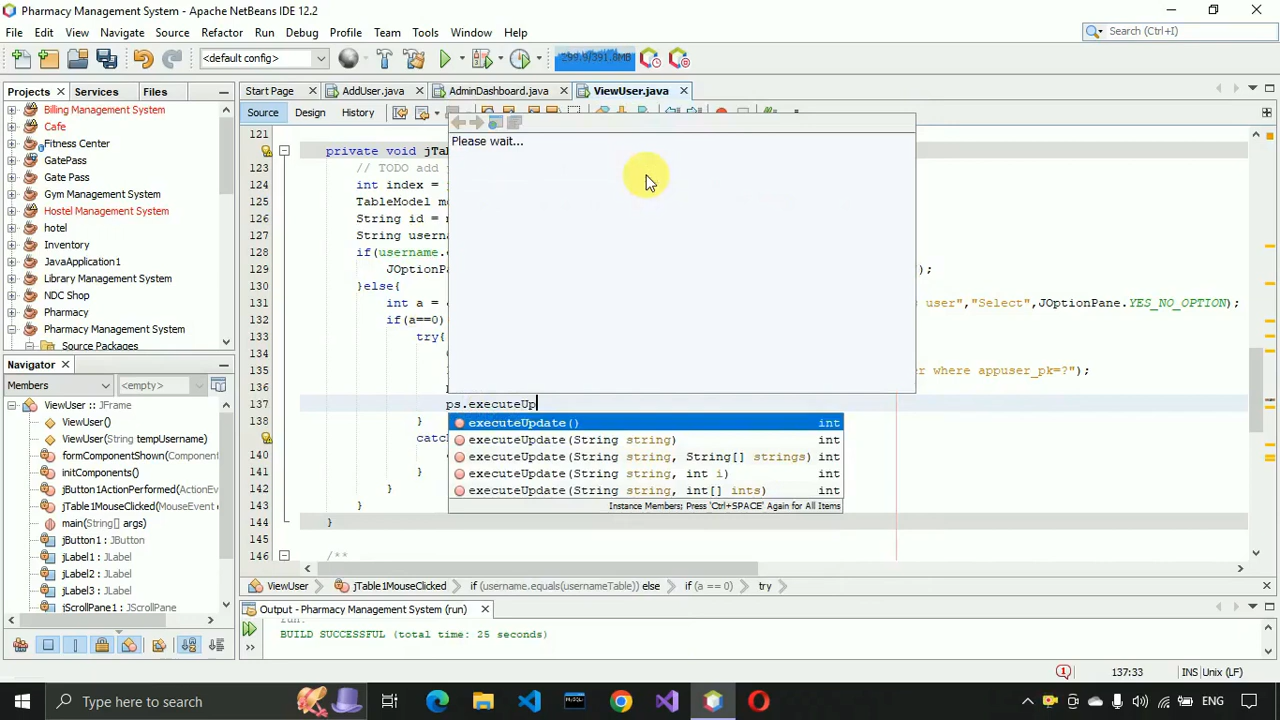 Pharmacy Management System - Apache NetBeans IDE 12.2
File Edit View Navigate Source Refactor Run Debug Profile Team Tools Window Help
Search (Ctrl+I)
<default config>
299.9/391.8MB
Projects Services Files
Start Page AddUser.java AdminDashboard.java ViewUser.java
Source Design History
Billing Management System
Cafe
Fitness Center
GatePass
Gate Pass
Gym Management System
Hostel Management System
hotel
Inventory
JavaApplication1
Library Management System
NDC Shop
Pharmacy
Pharmacy Management System
Source Packages
Navigator
Members <empty>
ViewUser :: JFrame
ViewUser()
ViewUser(String tempUsername)
formComponentShown(Component
initComponents()
jButton1ActionPerformed(ActionEv
jTable1MouseClicked(MouseEvent
main(String[] args)
jButton1 : JButton
jLabel1 : JLabel
jLabel2 : JLabel
jLabel3 : JLabel
jScrollPane1 : JScrollPane
121
private void jTab
123 // TODO add
124 int index =
125 TableModel m
126 String id =
127 String usern
128 if(username.
129 JOptionPa );
130 }else{
131 int a = user","Select",JOptionPane.YES_NO_OPTION);
132 if(a==0)
133 try{
134
135 r where appuser_pk=?");
136
137 ps.executeUp
138 }
catch
140
141 }
142 }
143 }
144 }
145
146 /**
Please wait...
executeUpdate() int
executeUpdate(String string) int
executeUpdate(String string, String[] strings) int
executeUpdate(String string, int i) int
executeUpdate(String string, int[] ints) int
Instance Members; Press 'Ctrl+SPACE' Again for All Items
ViewUser jTable1MouseClicked if (username.equals(usernameTable)) else if (a == 0) try
Output - Pharmacy Management System (run)
run:
BUILD SUCCESSFUL (total time: 25 seconds)
1 137:33 INS Unix (LF)
Type here to search
ENG